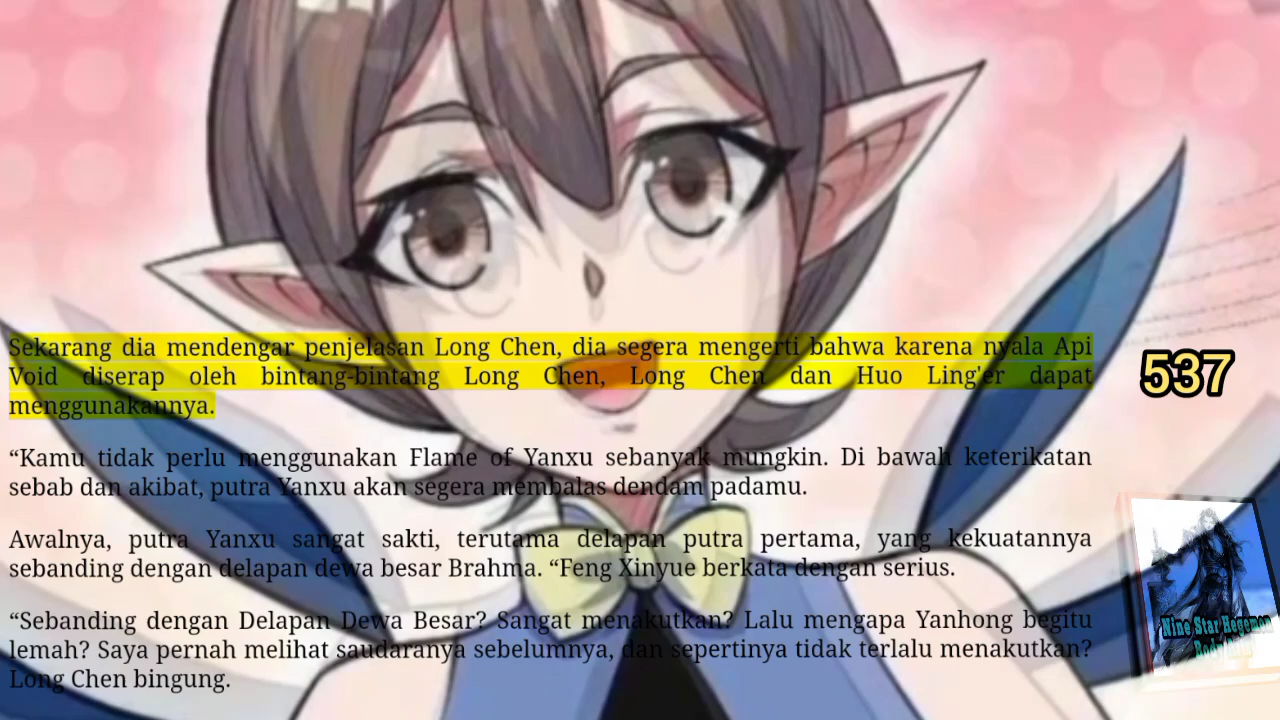 Sekarang dia mendengar penjelasan Long Chen, dia segera mengerti bahwa karena nyala Api
Void diserap oleh bintang-bintang Long Chen, Long Chen dan Huo Ling'er dapat
menggunakannya.
“Kamu tidak perlu menggunakan Flame of Yanxu sebanyak mungkin. Di bawah keterikatan
sebab dan akibat, putra Yanxu akan segera membalas dendam padamu.
Awalnya, putra Yanxu sangat sakti, terutama delapan putra pertama, yang kekuatannya
sebanding dengan delapan dewa besar Brahma. “Feng Xinyue berkata dengan serius.
“Sebanding dengan Delapan Dewa Besar? Sangat menakutkan? Lalu mengapa Yanhong begitu
lemah? Saya pernah melihat saudaranya sebelumnya, dan sepertinya tidak terlalu menakutkan?
Long Chen bingung.
537
Nine Star Hegemon
Body Arts